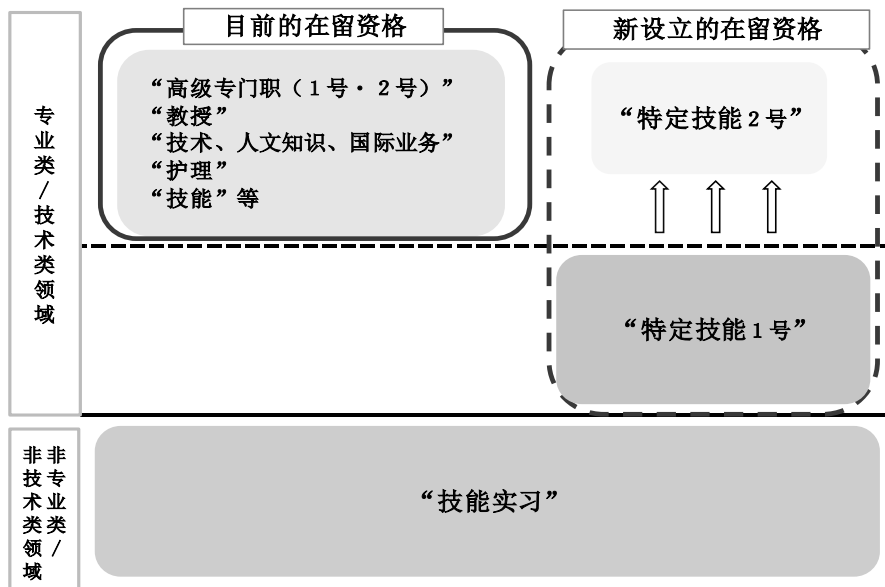 目前的在留资格
新设立的在留资格
专业类/技术类领域
“高级专门职（1号・2号）”
“教授”
“技术、人文知识、国际业务”
“护理”
“技能”等
“特定技能2号”
“特定技能1号”
非专业类/
非技术类领域
“技能实习”